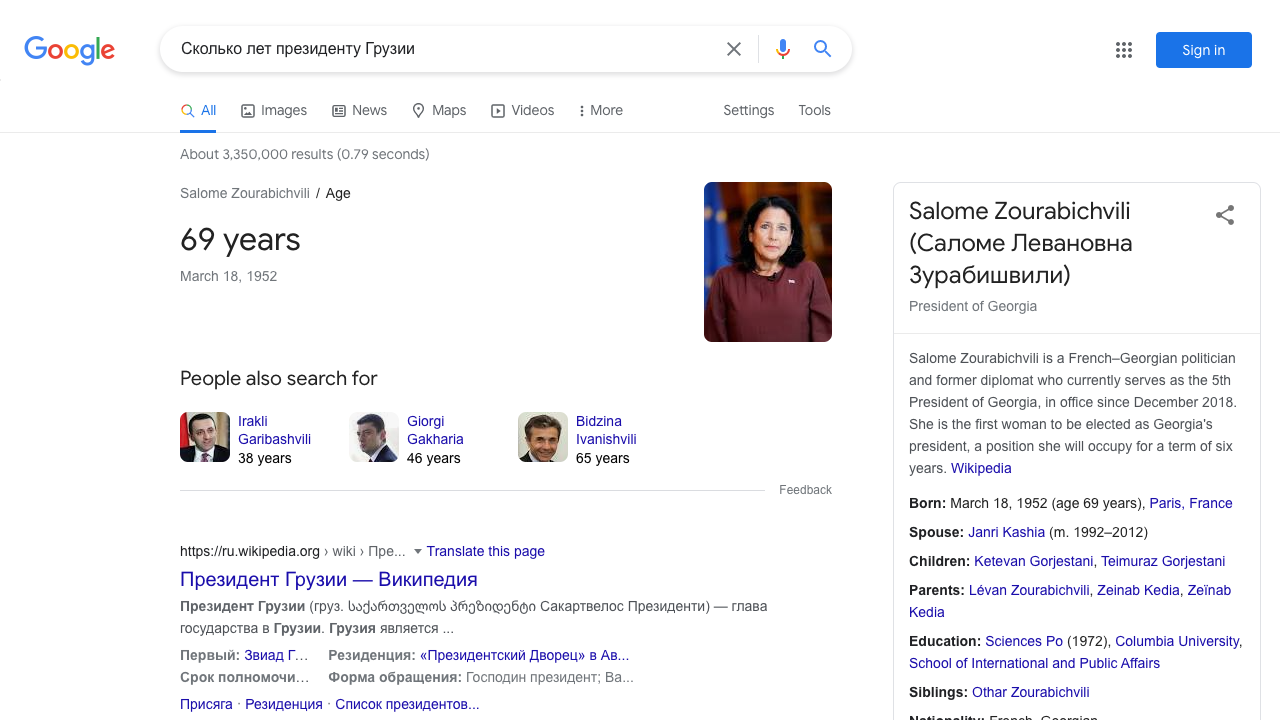 Google
Сколько лет президенту Грузии
Sign in
All
Images
News
Maps
Videos
More
Settings
Tools
About 3,350,000 results (0.79 seconds)
Salome Zourabichvili / Age
69 years
March 18, 1952
People also search for
Irakli
Garibashvili
38 years
Giorgi
Gakharia
46 years
Bidzina
Ivanishvili
65 years
Feedback
https://ru.wikipedia.org › wiki › Пре... Translate this page
Президент Грузии — Википедия
Президент Грузии (груз. საქართველოს პრეზიდენტი Сакартвелос Президенти) — глава
государства в Грузии. Грузия является ...
Первый: Звиад Г... Резиденция: «Президентский Дворец» в Ав...
Срок полномочи... Форма обращения: Господин президент; Ва...
Присяга · Резиденция · Список президентов...
Salome Zourabichvili
(Саломе Левановна
Зурабишвили)
President of Georgia
Salome Zourabichvili is a French–Georgian politician
and former diplomat who currently serves as the 5th
President of Georgia, in office since December 2018.
She is the first woman to be elected as Georgia's
president, a position she will occupy for a term of six
years. Wikipedia
Born: March 18, 1952 (age 69 years), Paris, France
Spouse: Janri Kashia (m. 1992–2012)
Children: Ketevan Gorjestani, Teimuraz Gorjestani
Parents: Lévan Zourabichvili, Zeinab Kedia, Zeïnab
Kedia
Education: Sciences Po (1972), Columbia University,
School of International and Public Affairs
Siblings: Othar Zourabichvili
Nationality: French, Georgian